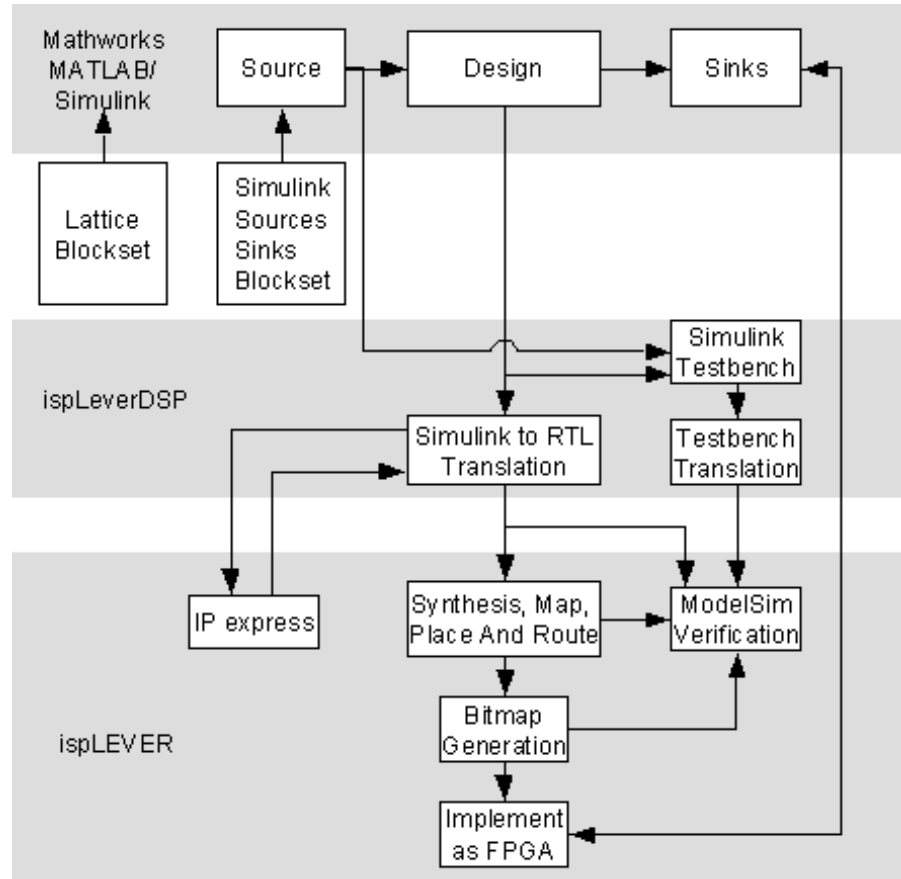 Mathworks
MATLAB/
Simulink
Source
Design
Sinks
Lattice
Blockset
Simulink
Sources
Sinks
Blockset
ispLeverDSP
Simulink
Testbench
Simulink to RTL
Translation
Testbench
Translation
ispLEVER
IP express
Synthesis, Map,
Place And Route
ModelSim
Verification
Bitmap
Generation
Implement
as FPGA